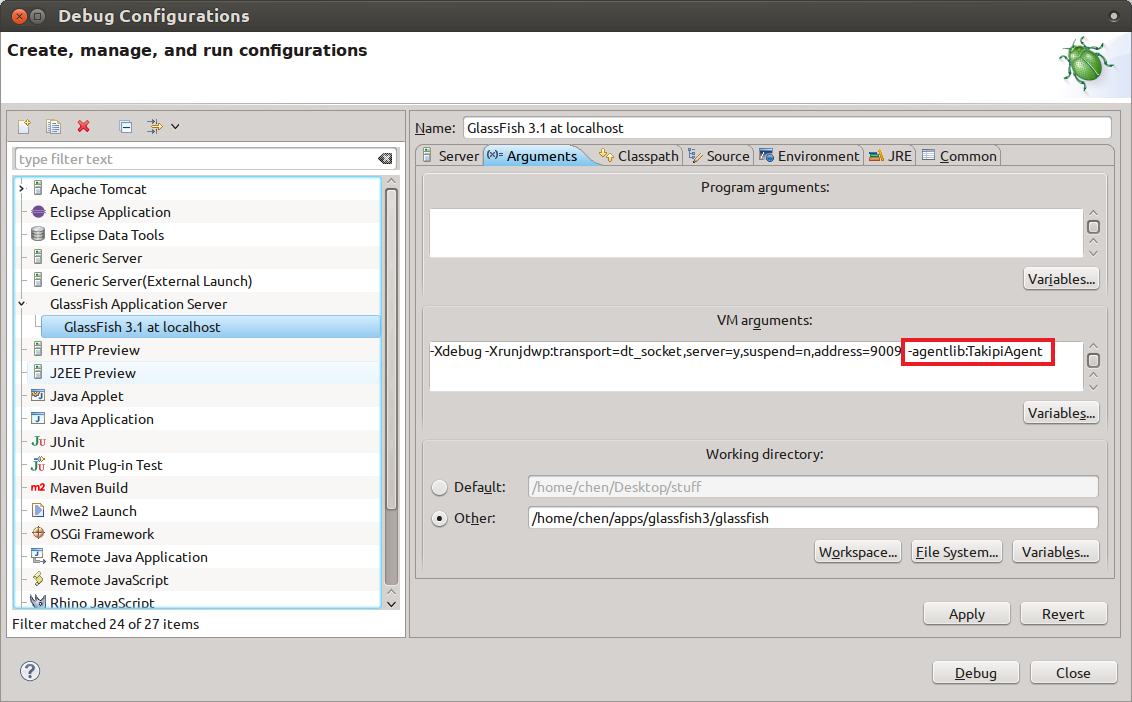 Debug Configurations
Create, manage, and run configurations
type filter text
Apache Tomcat
Eclipse Application
Eclipse Data Tools
Generic Server
Generic Server(External Launch)
GlassFish Application Server
GlassFish 3.1 at localhost
HTTP Preview
J2EE Preview
Java Applet
Java Application
JU JUnit
JU JUnit Plug-in Test
m2 Maven Build
Mwe2 Launch
OSGi Framework
Remote Java Application
Remote JavaScript
Rhino JavaScript
Filter matched 24 of 27 items
Name: GlassFish 3.1 at localhost
Server (x)= Arguments Classpath Source Environment JRE Common
Program arguments:
Variables...
VM arguments:
-Xdebug -Xrunjdwp:transport=dt_socket,server=y,suspend=n,address=9009 -agentlib:TakipiAgent
Variables...
Working directory:
Default: /home/chen/Desktop/stuff
Other: /home/chen/apps/glassfish3/glassfish
Workspace... File System... Variables...
Apply Revert
? Debug Close